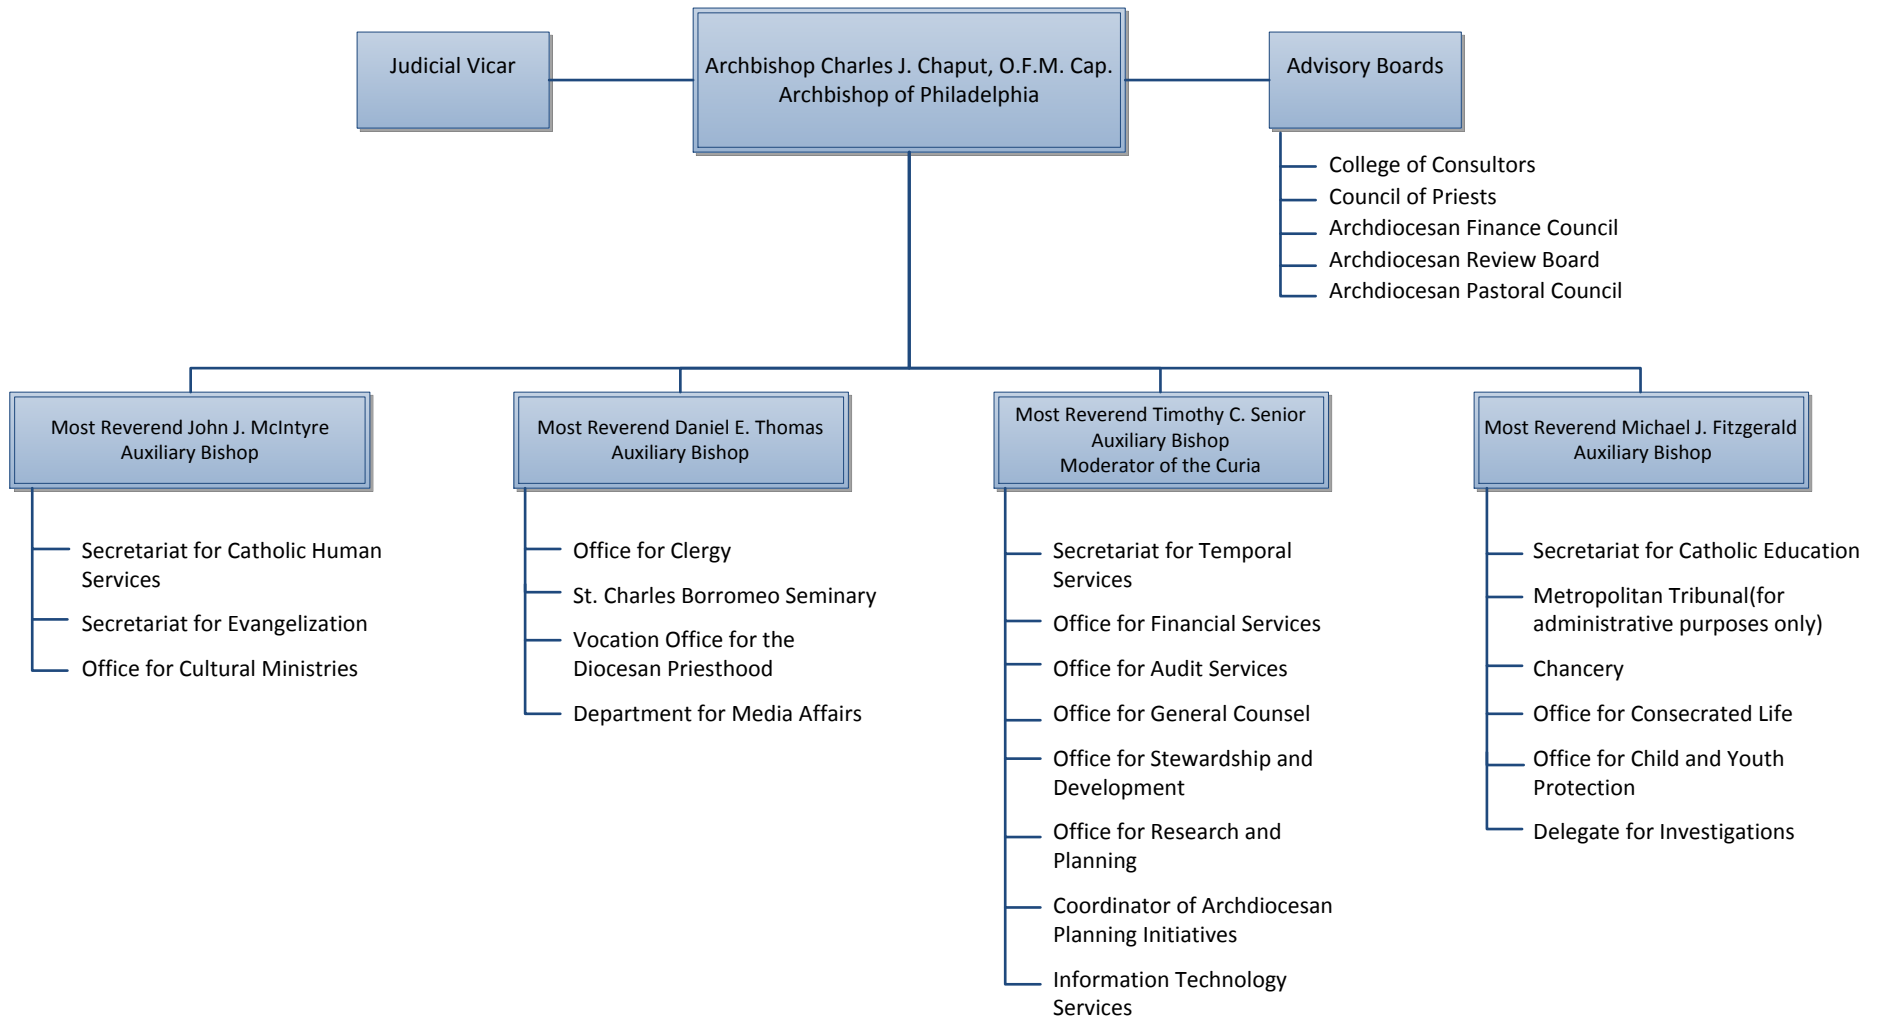 Judicial Vicar
Archbishop Charles J. Chaput, O.F.M. Cap.
Archbishop of Philadelphia
Advisory Boards
College of Consultors
Council of Priests
Archdiocesan Finance Council
Archdiocesan Review Board
Archdiocesan Pastoral Council
Most Reverend John J. McIntyre
Auxiliary Bishop
Secretariat for Catholic Human
Services
Secretariat for Evangelization
Office for Cultural Ministries
Most Reverend Daniel E. Thomas
Auxiliary Bishop
Office for Clergy
St. Charles Borromeo Seminary
Vocation Office for the
Diocesan Priesthood
Department for Media Affairs
Most Reverend Timothy C. Senior
Auxiliary Bishop
Moderator of the Curia
Secretariat for Temporal
Services
Office for Financial Services
Office for Audit Services
Office for General Counsel
Office for Stewardship and
Development
Office for Research and
Planning
Coordinator of Archdiocesan
Planning Initiatives
Information Technology
Services
Most Reverend Michael J. Fitzgerald
Auxiliary Bishop
Secretariat for Catholic Education
Metropolitan Tribunal(for
administrative purposes only)
Chancery
Office for Consecrated Life
Office for Child and Youth
Protection
Delegate for Investigations